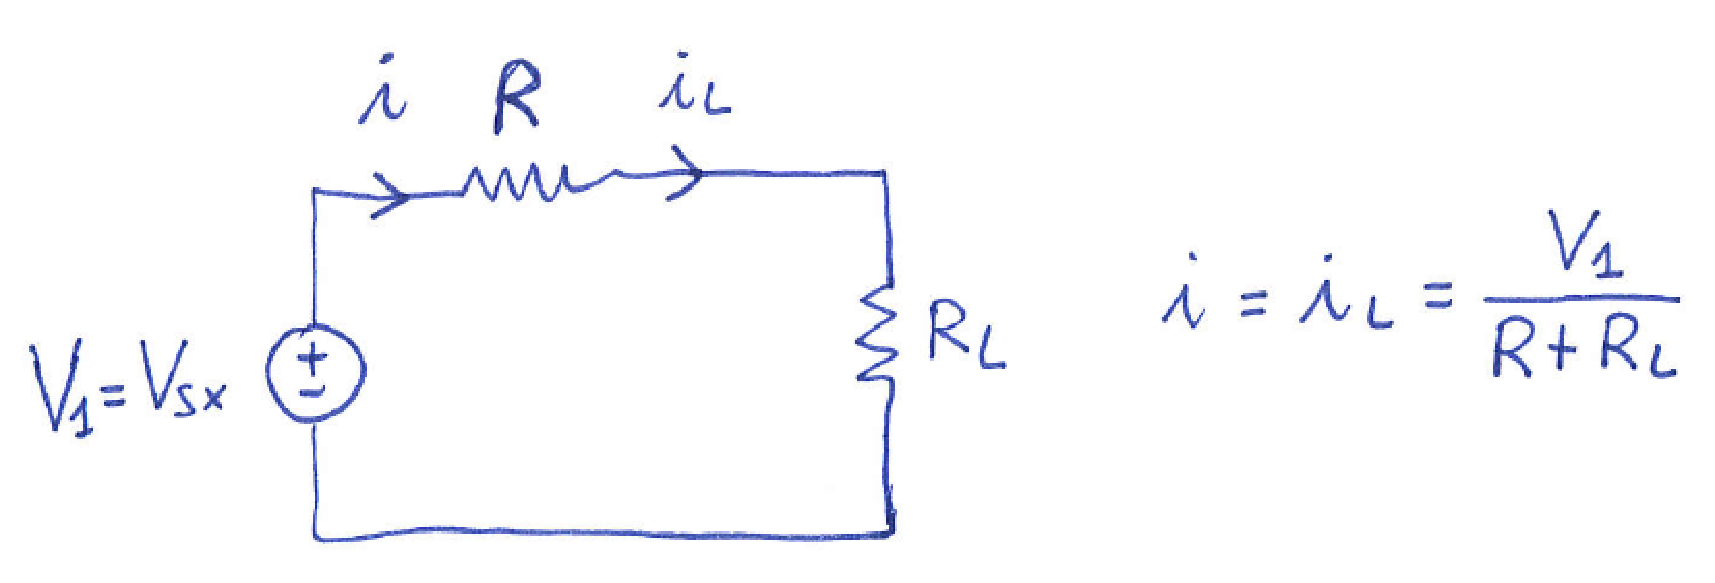 i R iL
V1 = Vsx
+
-
RL
i = iL = V1 / (R + RL)